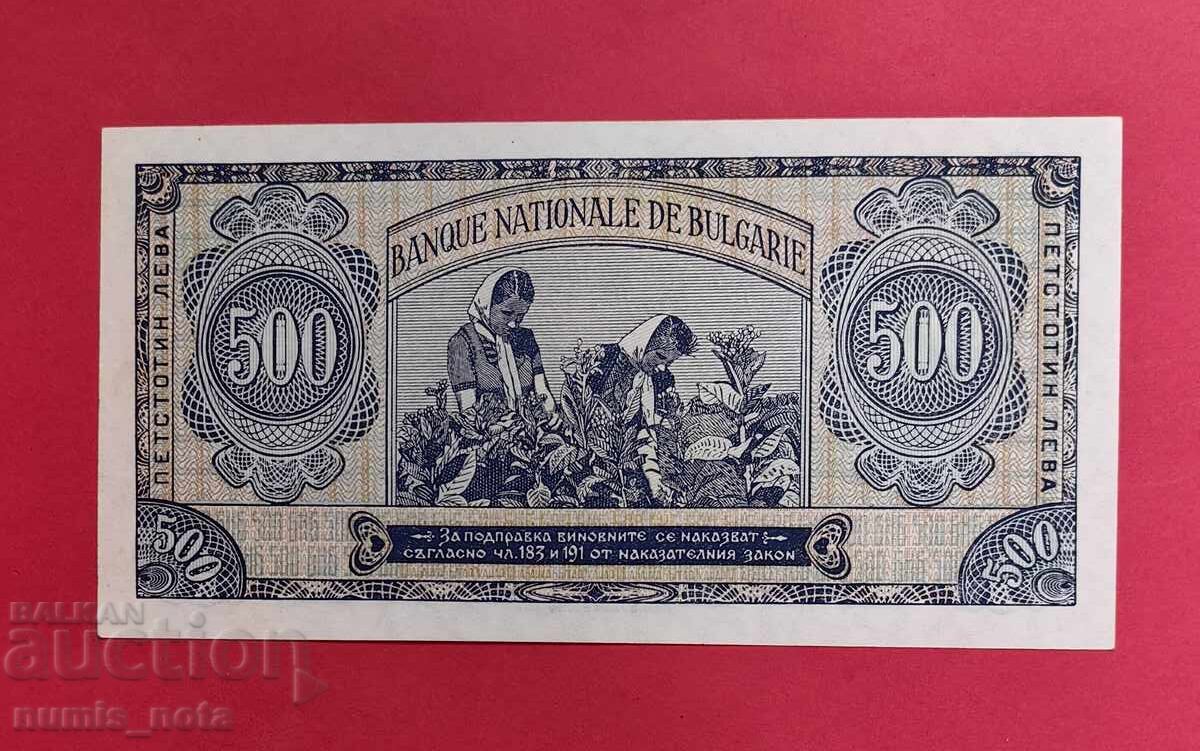 BANQUE NATIONALE DE BULGARIE
ПЕТСТОТИН ЛЕВА
500
500
ПЕТСТОТИН ЛЕВА
500
ЗА ПОДПРАВКА ВИНОВНИТЕ СЕ НАКАЗВАТ
СѪГЛАСНО ЧЛ. 183 И 191 ОТ НАКАЗАТЕЛНИЯ ЗАКОН
500
BALKAN
auction
numis_nota